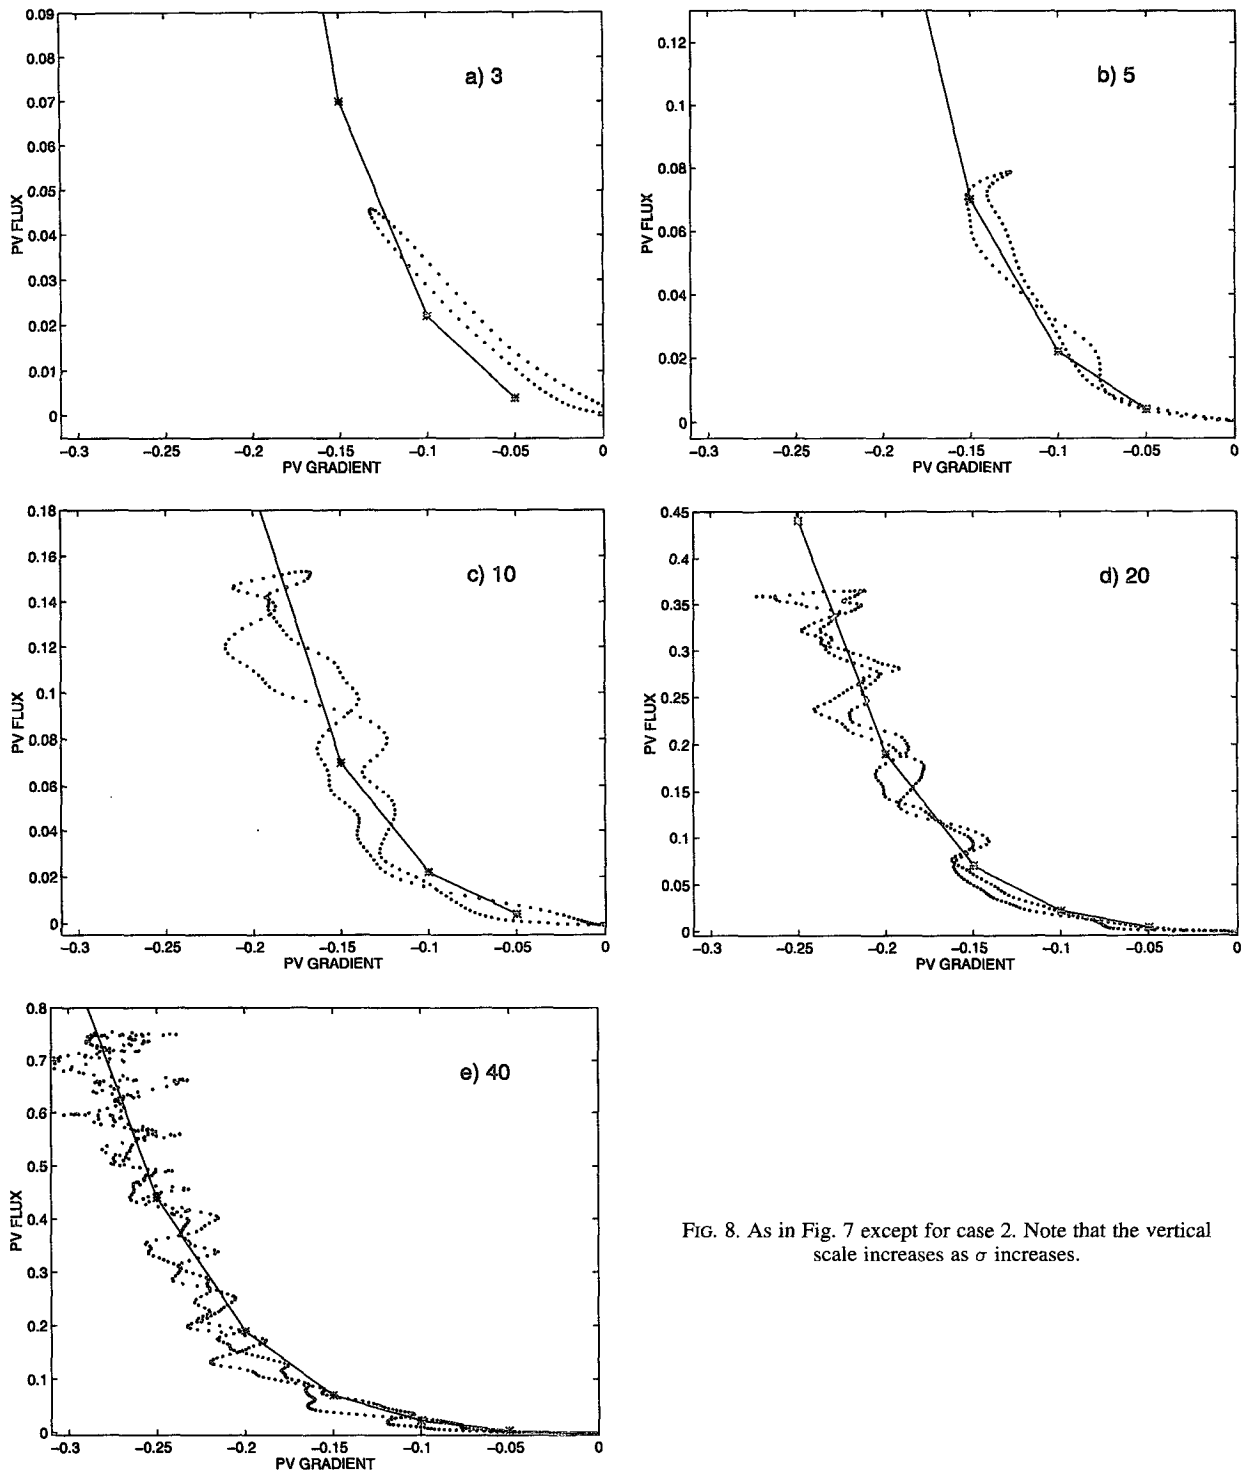 a) 3
0.09
0.08
0.07
0.06
0.05
0.04
0.03
0.02
0.01
0
PV FLUX
−0.3 −0.25 −0.2 −0.15 −0.1 −0.05 0
PV GRADIENT
b) 5
0.12
0.1
0.08
0.06
0.04
0.02
0
PV FLUX
−0.3 −0.25 −0.2 −0.15 −0.1 −0.05 0
PV GRADIENT
c) 10
0.18
0.16
0.14
0.12
0.1
0.08
0.06
0.04
0.02
0
PV FLUX
−0.3 −0.25 −0.2 −0.15 −0.1 −0.05 0
PV GRADIENT
d) 20
0.45
0.4
0.35
0.3
0.25
0.2
0.15
0.1
0.05
0
PV FLUX
−0.3 −0.25 −0.2 −0.15 −0.1 −0.05 0
PV GRADIENT
e) 40
0.8
0.7
0.6
0.5
0.4
0.3
0.2
0.1
0
PV FLUX
−0.3 −0.25 −0.2 −0.15 −0.1 −0.05 0
PV GRADIENT
FIG. 8. As in Fig. 7 except for case 2. Note that the vertical
scale increases as σ increases.